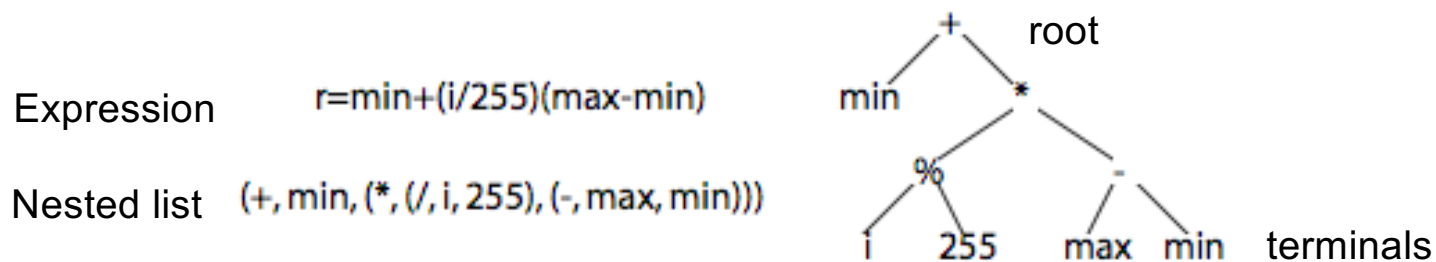 + root
Expression r=min+(i/255)(max-min) min *
% -
Nested list (+, min, (*, (/, i, 255), (-, max, min)))
i 255 max min terminals